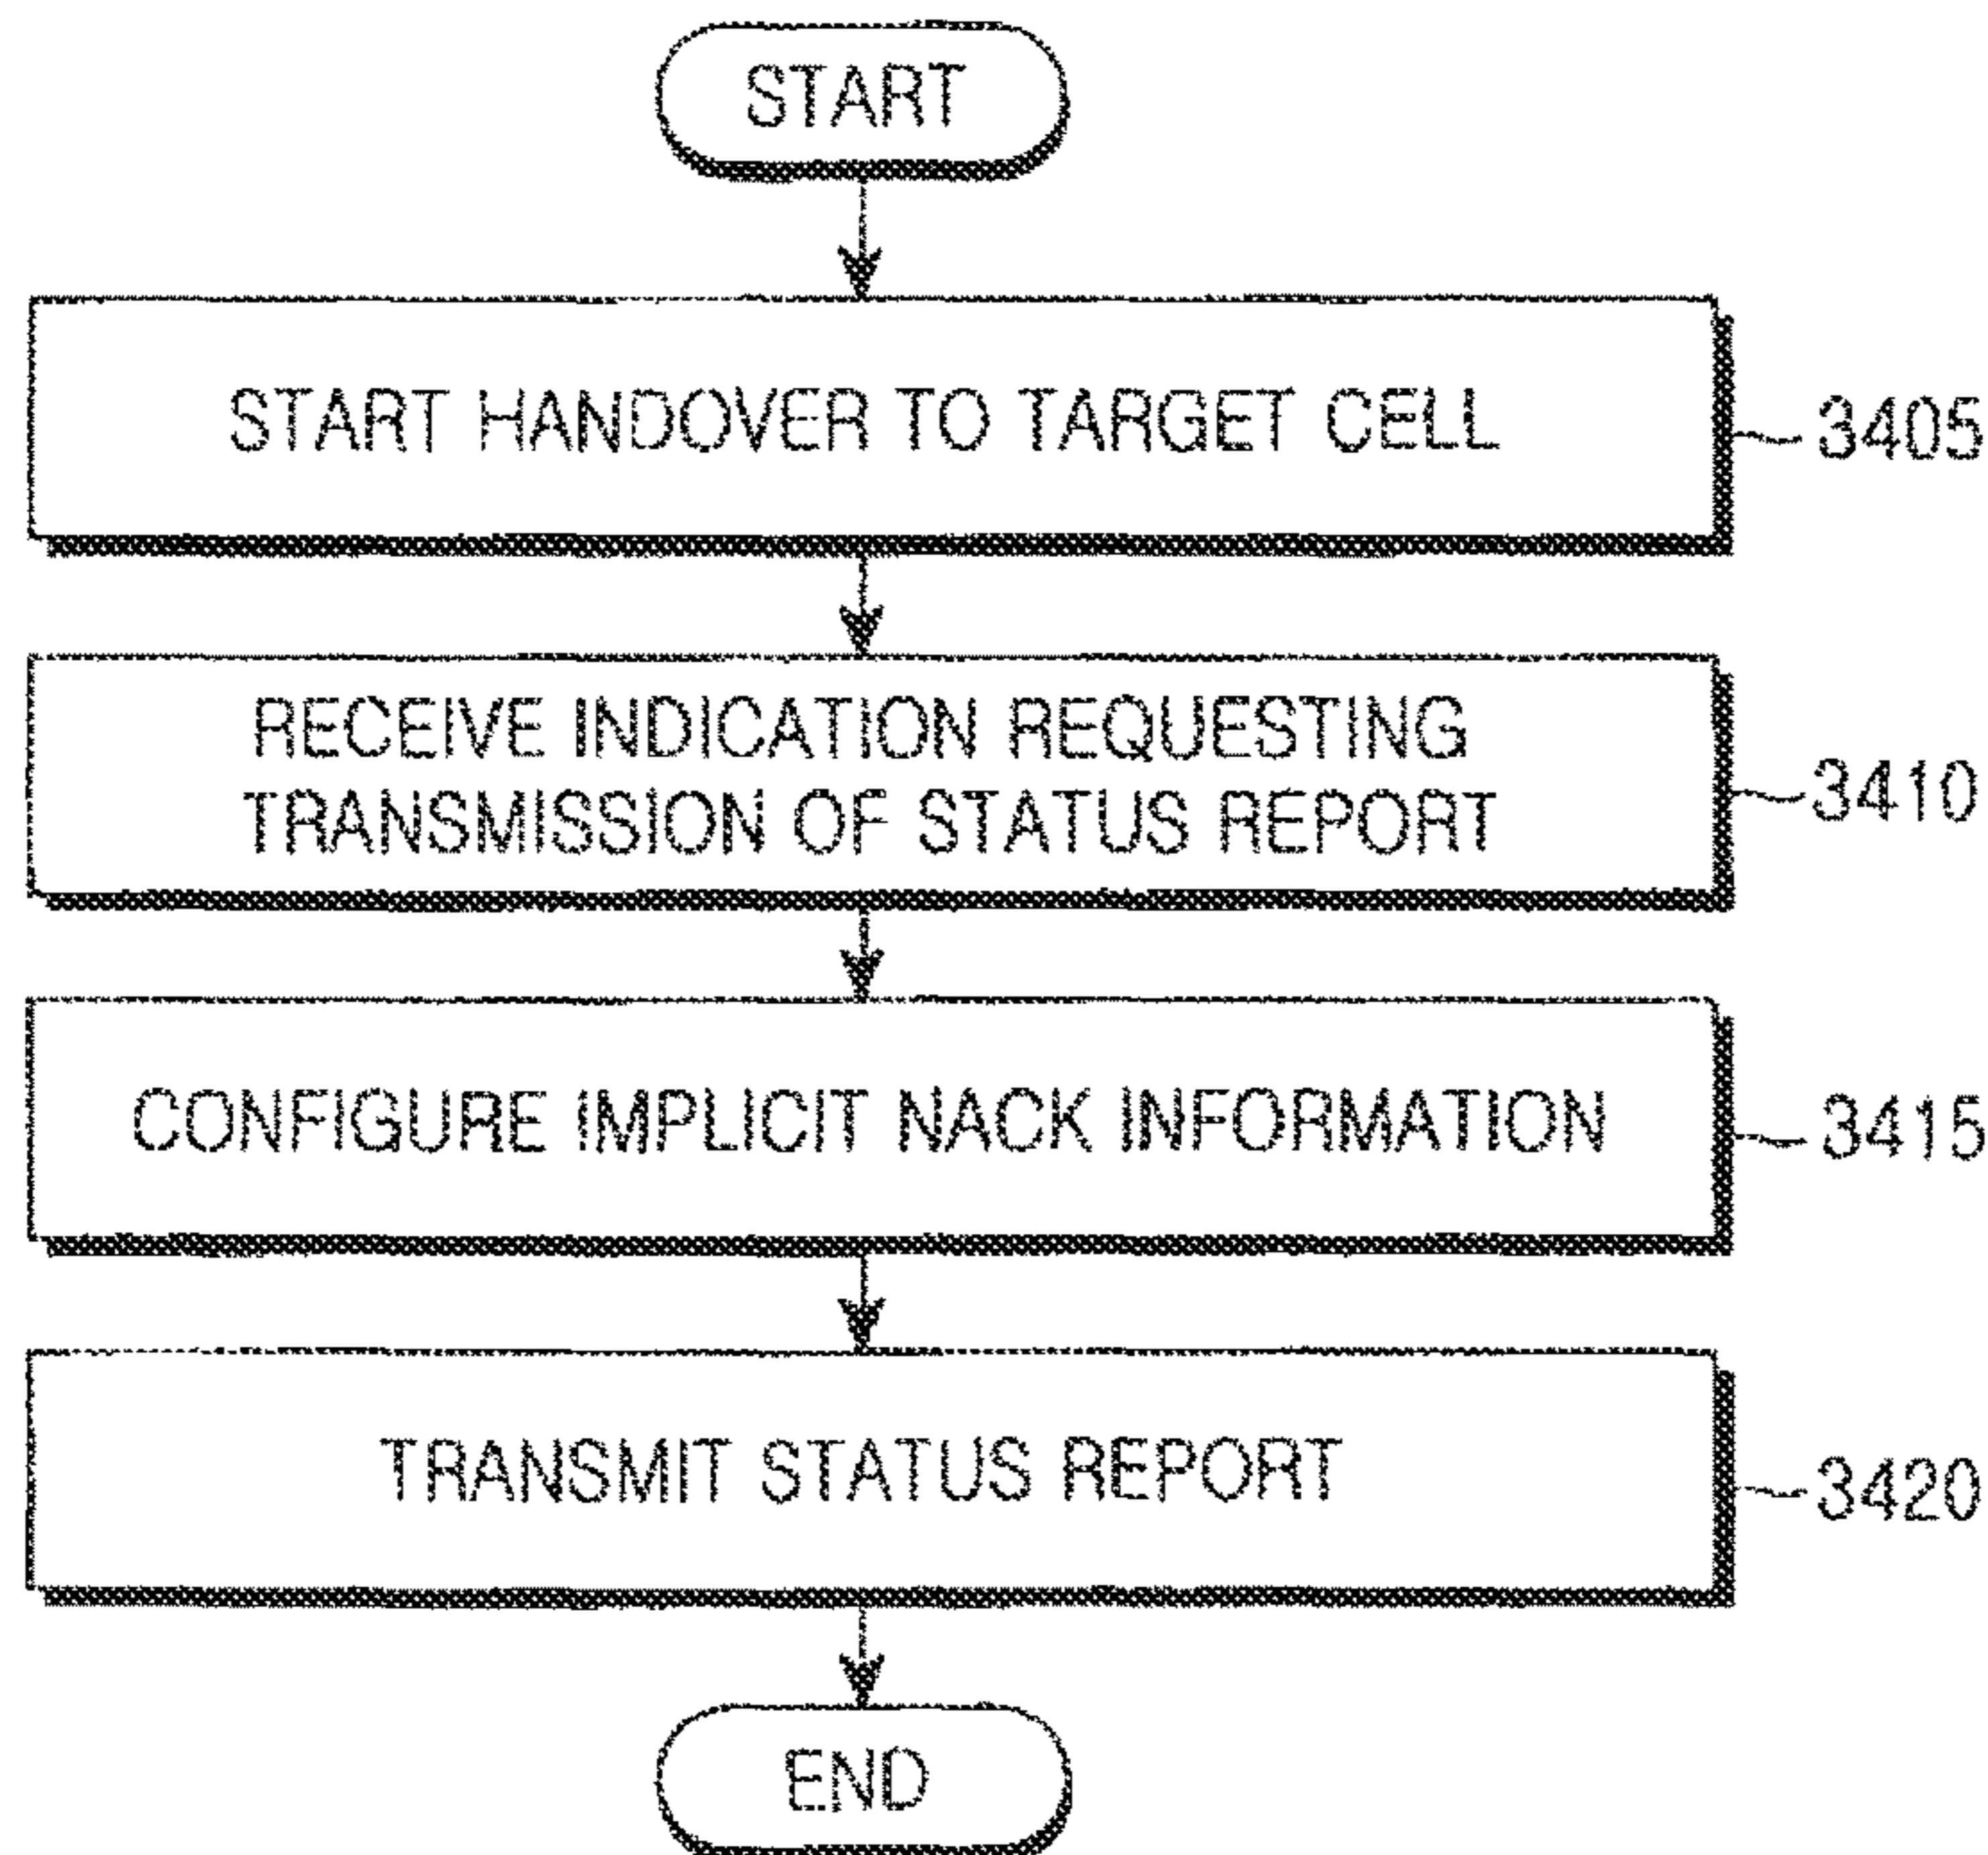 START
START HANDOVER TO TARGET CELL
3405
RECEIVE INDICATION REQUESTING
TRANSMISSION OF STATUS REPORT
3410
CONFIGURE IMPLICIT NACK INFORMATION
3415
TRANSMIT STATUS REPORT
3420
END